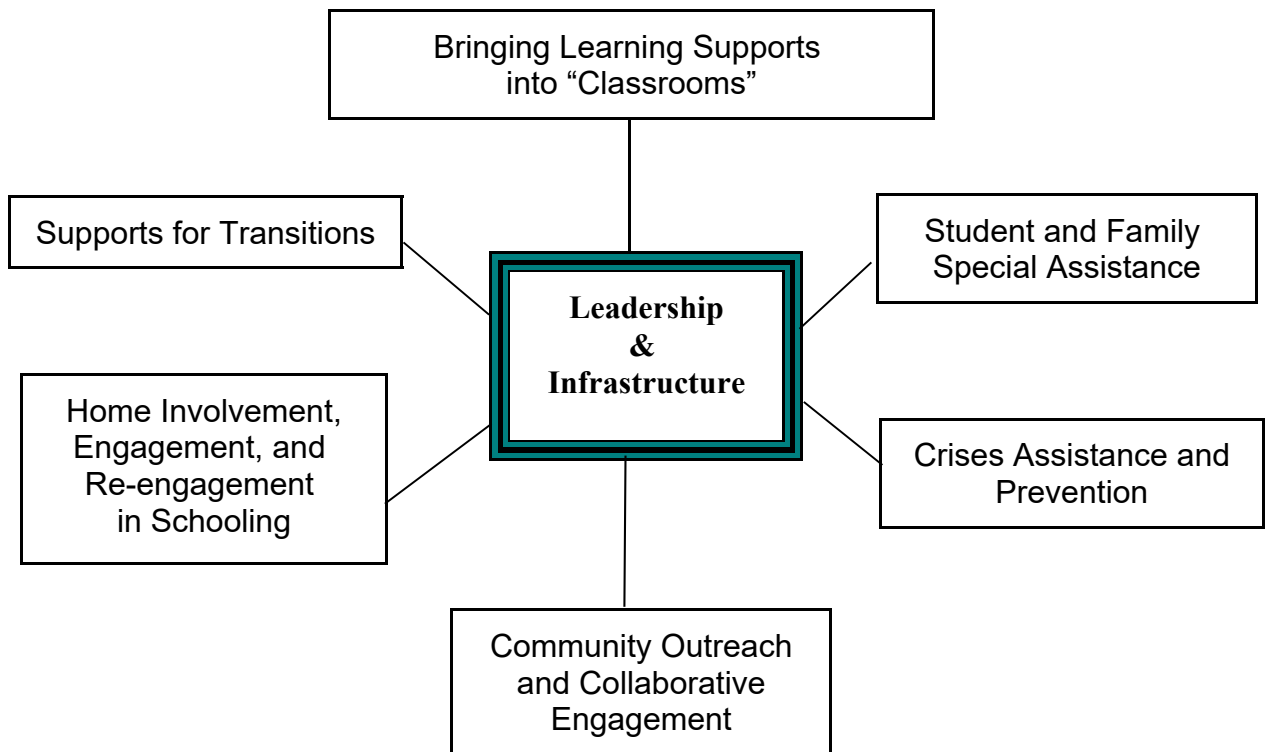 Bringing Learning Supports
into “Classrooms”
Supports for Transitions
Student and Family
Special Assistance
Leadership
&
Infrastructure
Home Involvement,
Engagement, and
Re-engagement
in Schooling
Crises Assistance and
Prevention
Community Outreach
and Collaborative
Engagement